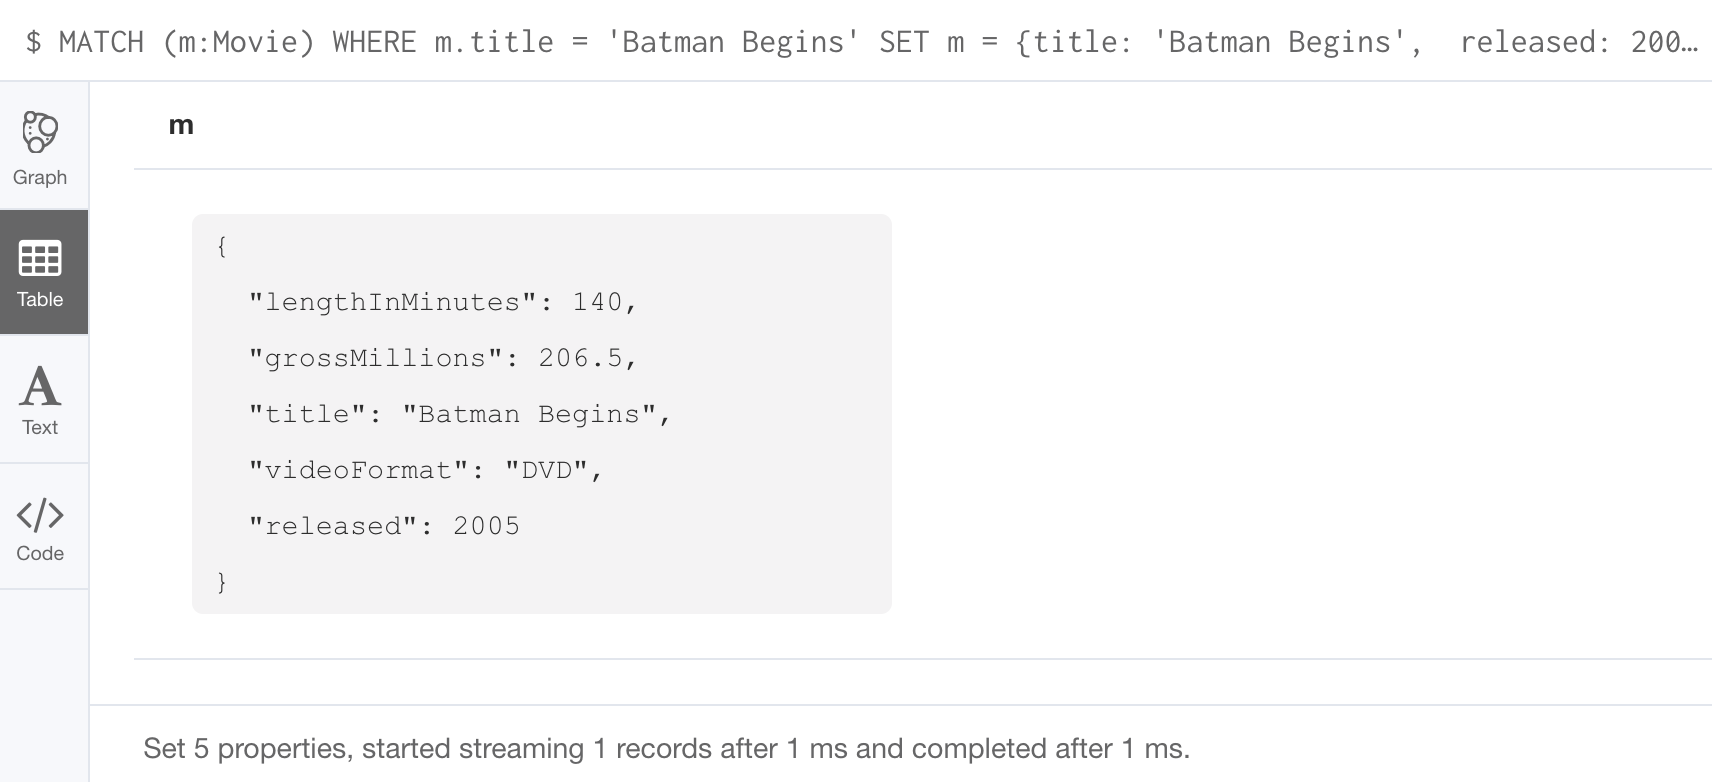 $ MATCH (m:Movie) WHERE m.title = 'Batman Begins' SET m = {title: 'Batman Begins',  released: 200…
Graph
Table
Text
Code
m
{
"lengthInMinutes": 140,
"grossMillions": 206.5,
"title": "Batman Begins",
"videoFormat": "DVD",
"released": 2005
}
Set 5 properties, started streaming 1 records after 1 ms and completed after 1 ms.